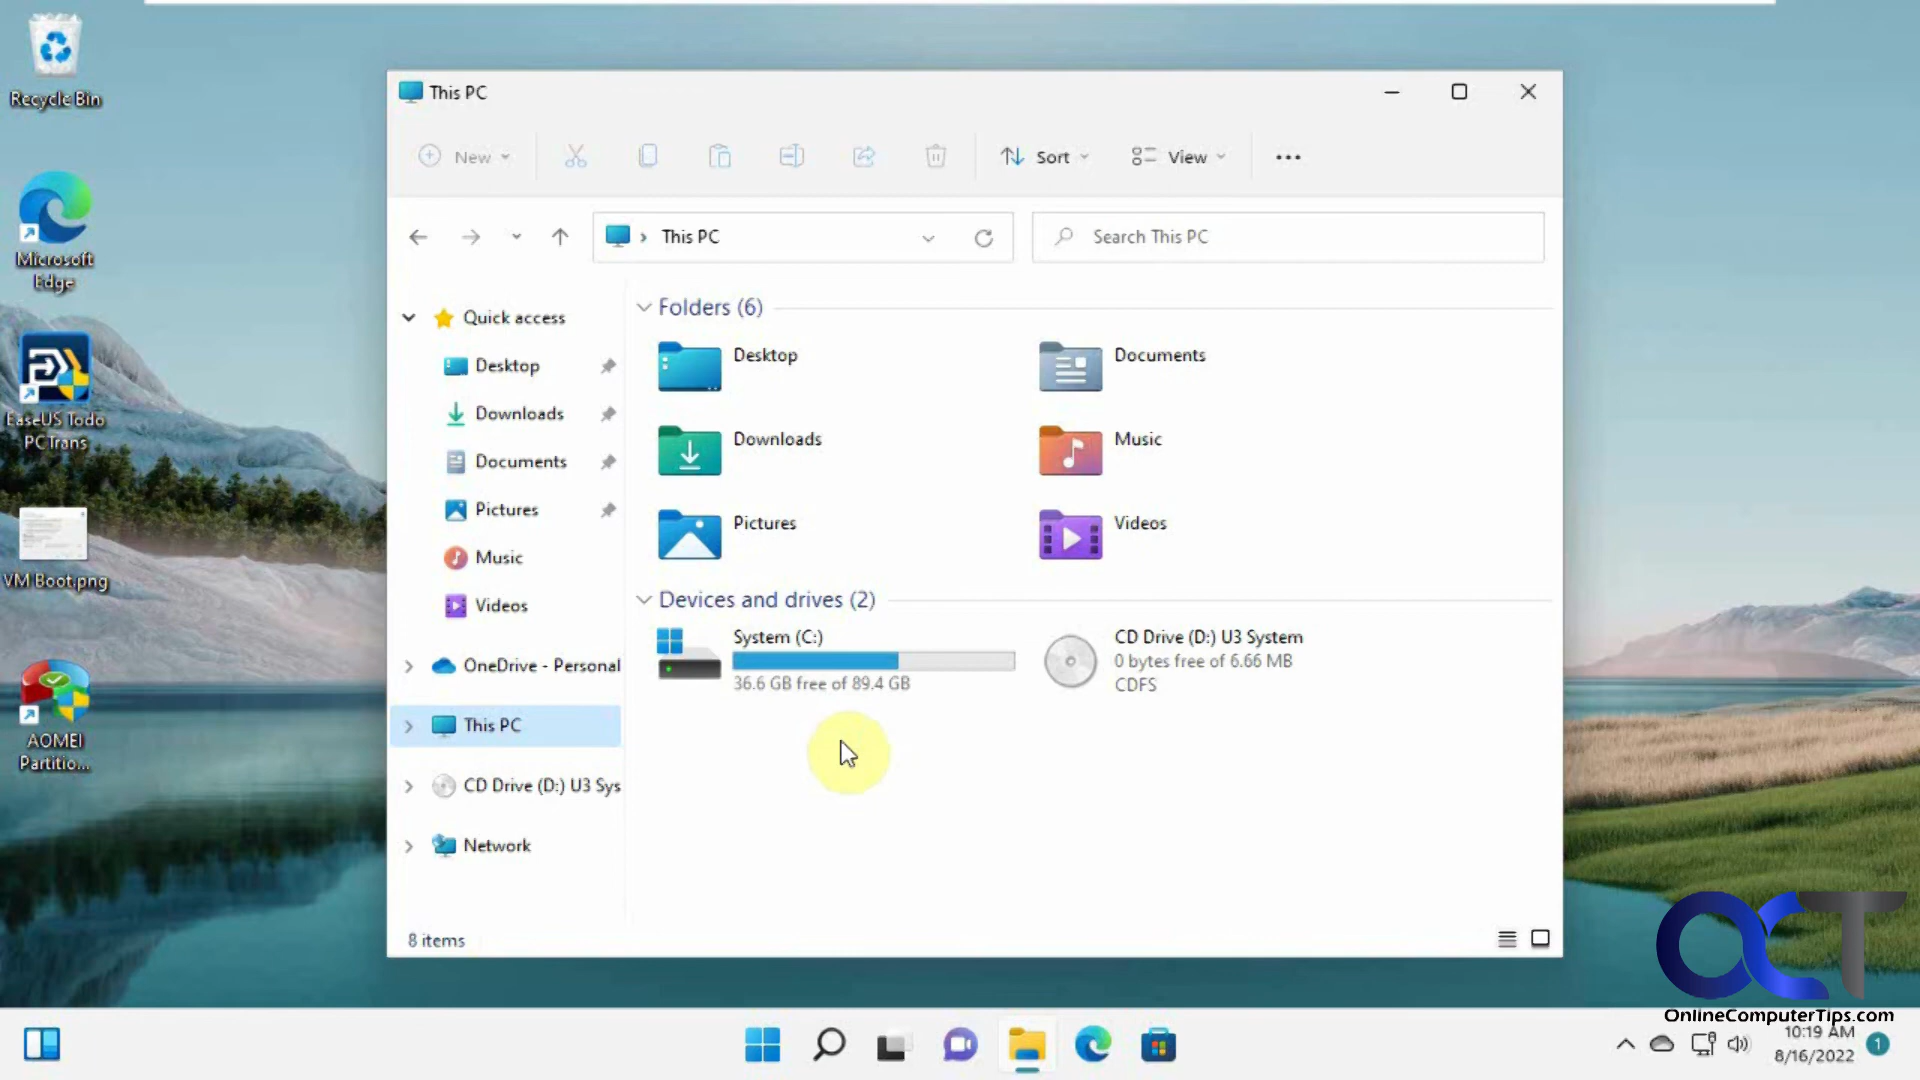 Recycle Bin
Microsoft
Edge
EaseUS Todo
PCTrans
VM Boot.png
AOMEI
Partitio...
This PC
New
Sort
View
This PC
Search This PC
Quick access
Desktop
Downloads
Documents
Pictures
Music
Videos
OneDrive - Personal
This PC
CD Drive (D:) U3 Sys
Network
Folders (6)
Desktop
Documents
Downloads
Music
Pictures
Videos
Devices and drives (2)
System (C:)
36.6 GB free of 89.4 GB
CD Drive (D:) U3 System
0 bytes free of 6.66 MB
CDFS
8 items
OCT
OnlineComputerTips.com
10:19 AM
8/16/2022
1